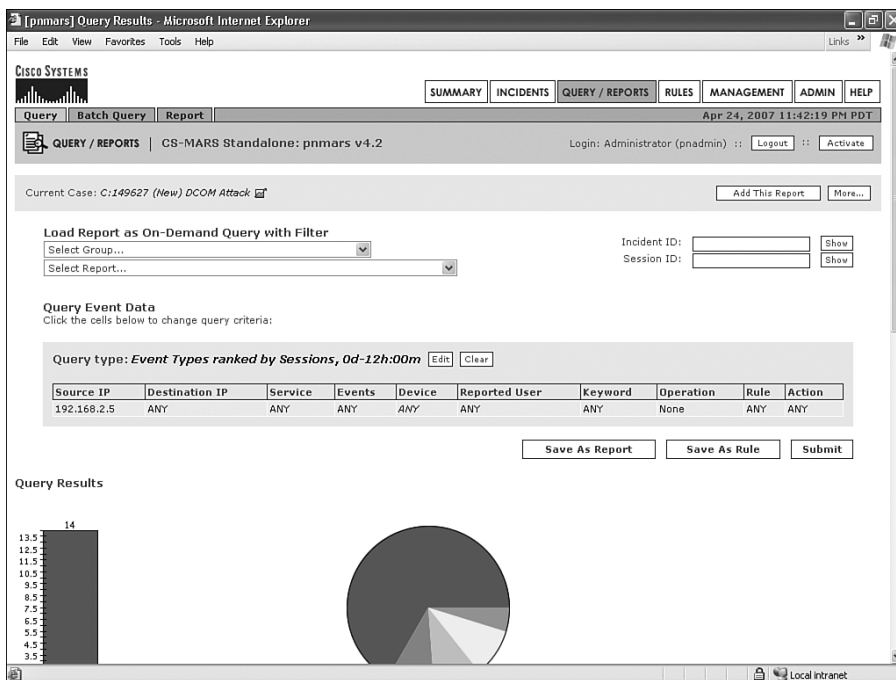 [pnmars] Query Results - Microsoft Internet Explorer
File Edit View Favorites Tools Help
Links »
CISCO SYSTEMS
SUMMARY INCIDENTS QUERY / REPORTS RULES MANAGEMENT ADMIN HELP
Query Batch Query Report
Apr 24, 2007 11:42:19 PM PDT
QUERY / REPORTS | CS-MARS Standalone: pnmars v4.2
Login: Administrator (pnadmin) :: Logout :: Activate
Current Case: C:149627 (New) DCOM Attack
Add This Report More...
Load Report as On-Demand Query with Filter
Select Group...
Select Report...
Incident ID: Show
Session ID: Show
Query Event Data
Click the cells below to change query criteria:
Query type: Event Types ranked by Sessions, 0d-12h:00m Edit Clear
Source IP Destination IP Service Events Device Reported User Keyword Operation Rule Action
192.168.2.5 ANY ANY ANY ANY ANY ANY None ANY ANY
Save As Report Save As Rule Submit
Query Results
14
13.5
12.5
11.5
10.5
9.5
8.5
7.5
6.5
5.5
4.5
3.5
Local intranet